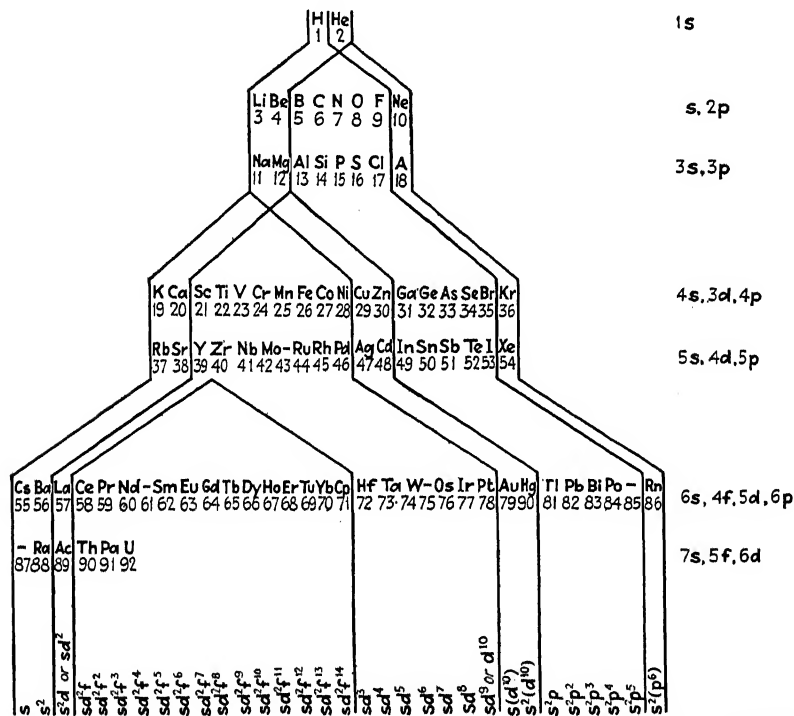 H He 1s
1 2
Li Be B C N O F Ne s, 2p
3 4 5 6 7 8 9 10
Na Mg Al Si P S Cl A 3s, 3p
11 12 13 14 15 16 17 18
K Ca Sc Ti V Cr Mn Fe Co Ni Cu Zn Ga Ge As Se Br Kr 4s, 3d, 4p
19 20 21 22 23 24 25 26 27 28 29 30 31 32 33 34 35 36
Rb Sr Y Zr Nb Mo - Ru Rh Pd Ag Cd In Sn Sb Te I Xe 5s, 4d, 5p
37 38 39 40 41 42 43 44 45 46 47 48 49 50 51 52 53 54
Cs Ba La Ce Pr Nd - Sm Eu Gd Tb Dy Ho Er Tu Yb Cp Hf Ta W - Os Ir Pt Au Hg Tl Pb Bi Po - Rn 6s, 4f, 5d, 6p
55 56 57 58 59 60 61 62 63 64 65 66 67 68 69 70 71 72 73 74 75 76 77 78 79 90 81 82 83 84 85 86
- Ra Ac Th Pa U 7s, 5f, 6d
87 88 89 90 91 92
s
s²
s²d or sd²
sd²f
sd²f²
sd²f³
sd²f⁴
sd²f⁵
sd²f⁶
sd²f⁷
sd²f⁸
sd²f⁹
sd²f¹⁰
sd²f¹¹
sd²f¹²
sd²f¹³
sd²f¹⁴
sd³
sd⁴
sd⁵
sd⁶
sd⁷
sd⁸
sd⁹ or d¹⁰
s(d¹⁰)
s²(d¹⁰)
s²p
s²p²
s²p³
s²p⁴
s²p⁵
s²(p⁶)